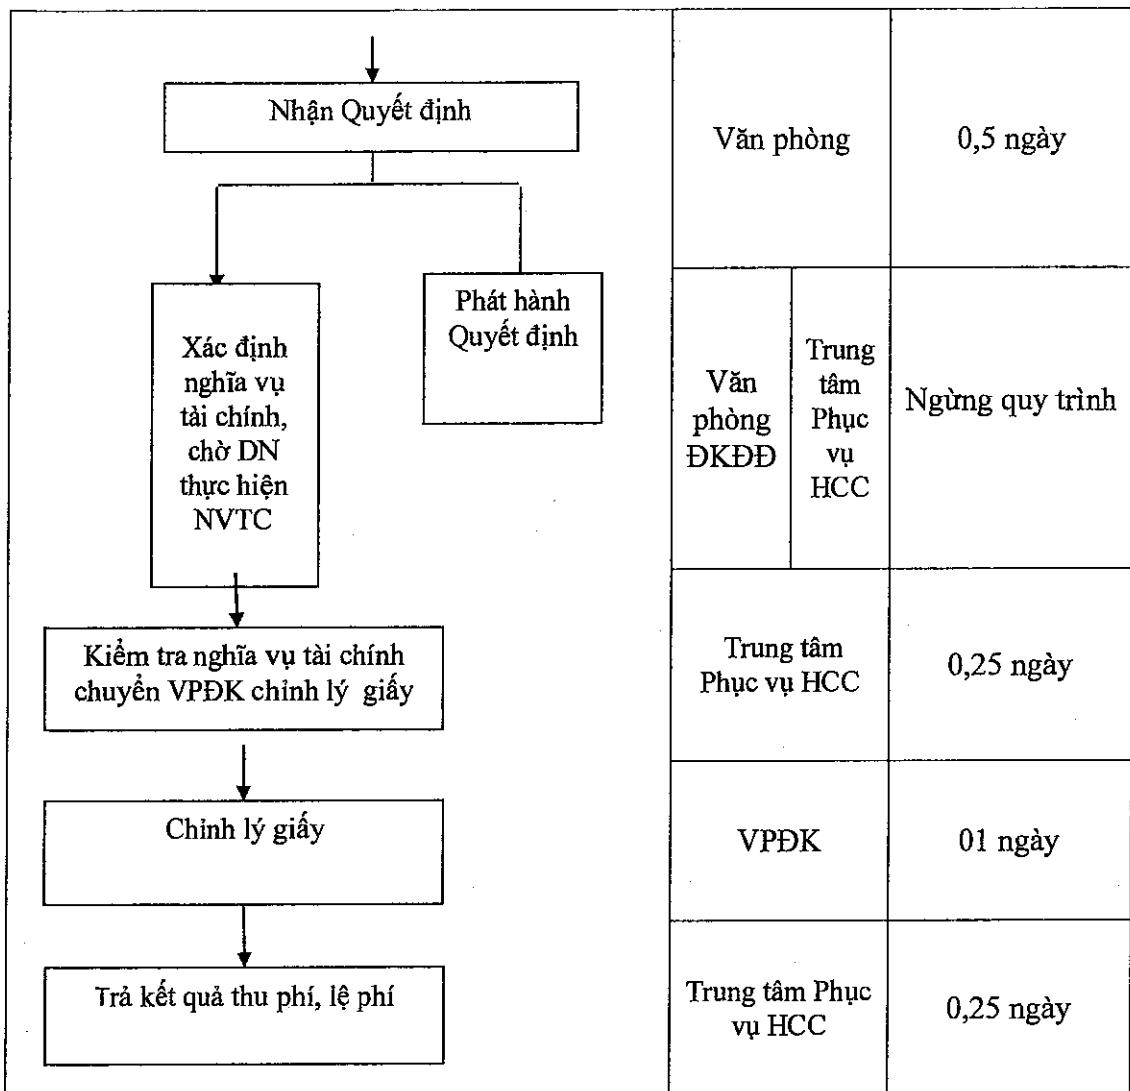 Nhận Quyết định
Văn phòng
0,5 ngày
Xác định
nghĩa vụ
tài chính,
chờ DN
thực hiện
NVTC
Phát hành
Quyết định
Văn
phòng
ĐKĐĐ
Trung
tâm
Phục
vụ
HCC
Ngừng quy trình
Kiểm tra nghĩa vụ tài chính
chuyển VPĐK chỉnh lý giấy
Trung tâm
Phục vụ HCC
0,25 ngày
Chỉnh lý giấy
VPĐK
01 ngày
Trả kết quả thu phí, lệ phí
Trung tâm Phục
vụ HCC
0,25 ngày